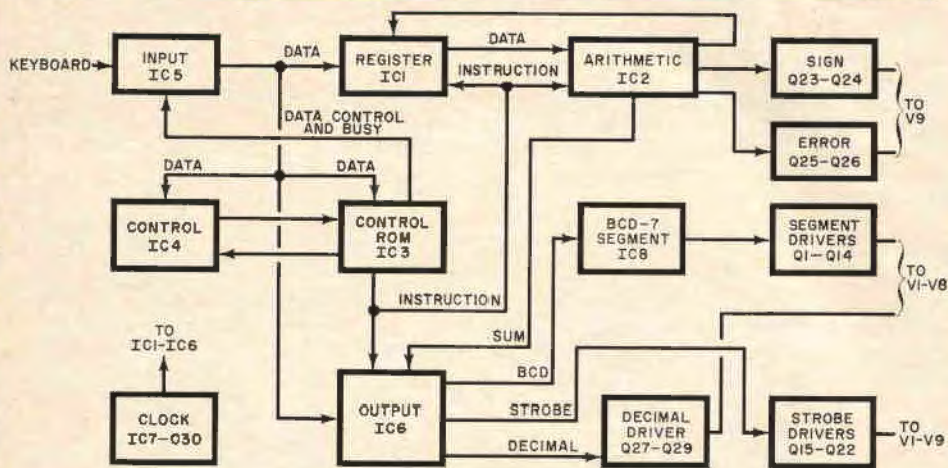 KEYBOARD
INPUT
IC5
DATA
REGISTER
IC1
DATA
INSTRUCTION
ARITHMETIC
IC2
SIGN
Q23-Q24
TO
V9
ERROR
Q25-Q26
DATA CONTROL
AND BUSY
DATA
DATA
CONTROL
IC4
CONTROL
ROM
IC3
BCD-7
SEGMENT
IC8
SEGMENT
DRIVERS
Q1-Q14
TO
V1-V8
INSTRUCTION
SUM
TO
IC1-IC6
CLOCK
IC7-Q30
OUTPUT
IC6
BCD
STROBE
DECIMAL
DECIMAL
DRIVER
Q27-Q29
STROBE
DRIVERS
Q15-Q22
TO
V1-V9